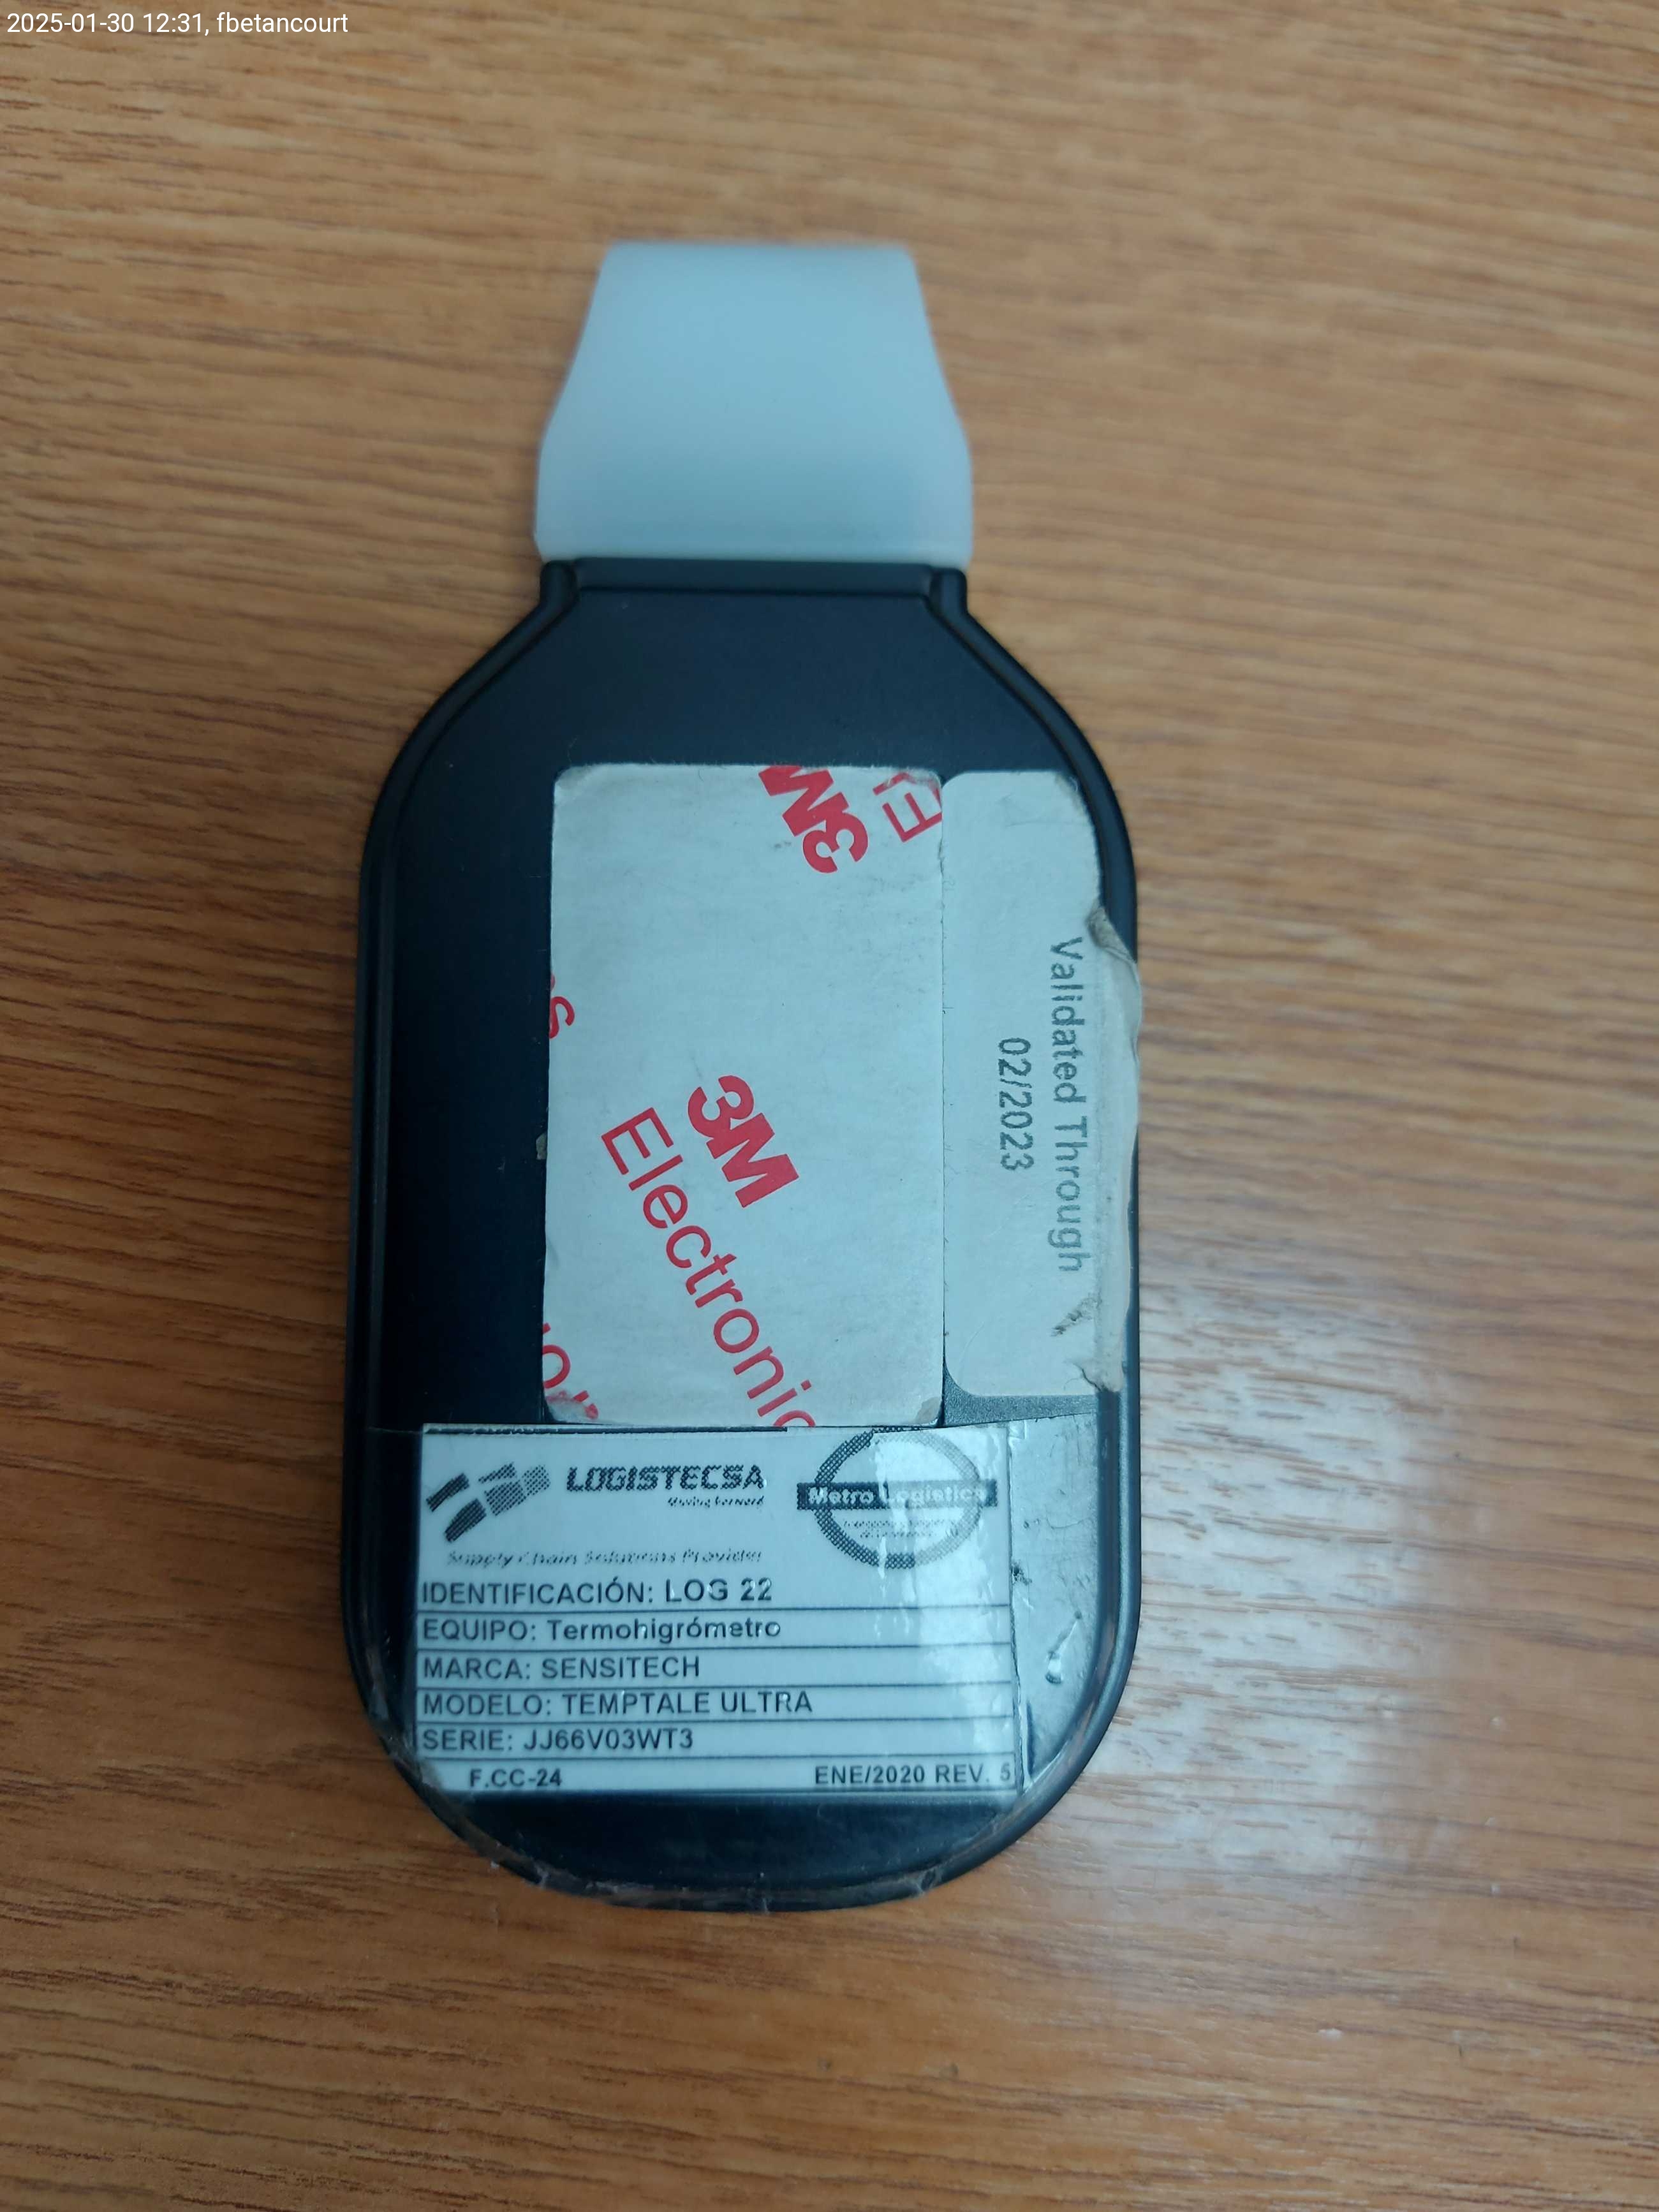 2025-01-30 12:31, fbetancourt
3M
El
s
3M
Electronic
Validated Through
02/2023
LOGISTECSA
Moving Forward
Metro Logistics
Supply Chain Solutions Provider
IDENTIFICACIÓN: LOG 22
EQUIPO: Termohigrómetro
MARCA: SENSITECH
MODELO: TEMPTALE ULTRA
SERIE: JJ66V03WT3
F.CC-24 ENE/2020 REV. 5